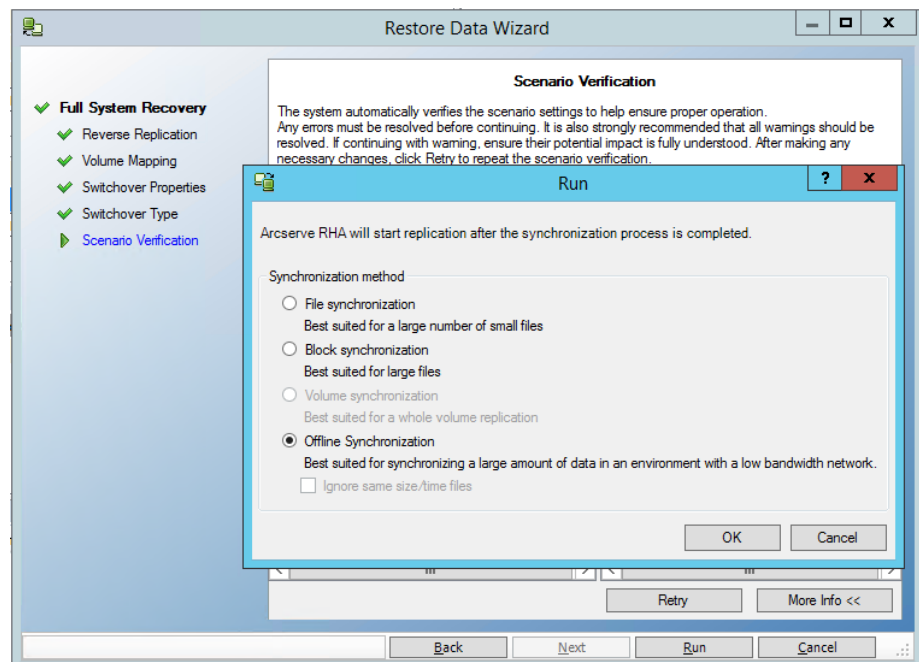 Restore Data Wizard
Full System Recovery
Reverse Replication
Volume Mapping
Switchover Properties
Switchover Type
Scenario Verification
Scenario Verification
The system automatically verifies the scenario settings to help ensure proper operation.
Any errors must be resolved before continuing. It is also strongly recommended that all warnings should be
resolved. If continuing with warning, ensure their potential impact is fully understood. After making any
necessary changes, click Retry to repeat the scenario verification.
Run
?
Arcserve RHA will start replication after the synchronization process is completed.
Synchronization method
File synchronization
Best suited for a large number of small files
Block synchronization
Best suited for large files
Volume synchronization
Best suited for a whole volume replication
Offline Synchronization
Best suited for synchronizing a large amount of data in an environment with a low bandwidth network.
Ignore same size/time files
OK Cancel
Retry More Info <<
Back Next Run Cancel